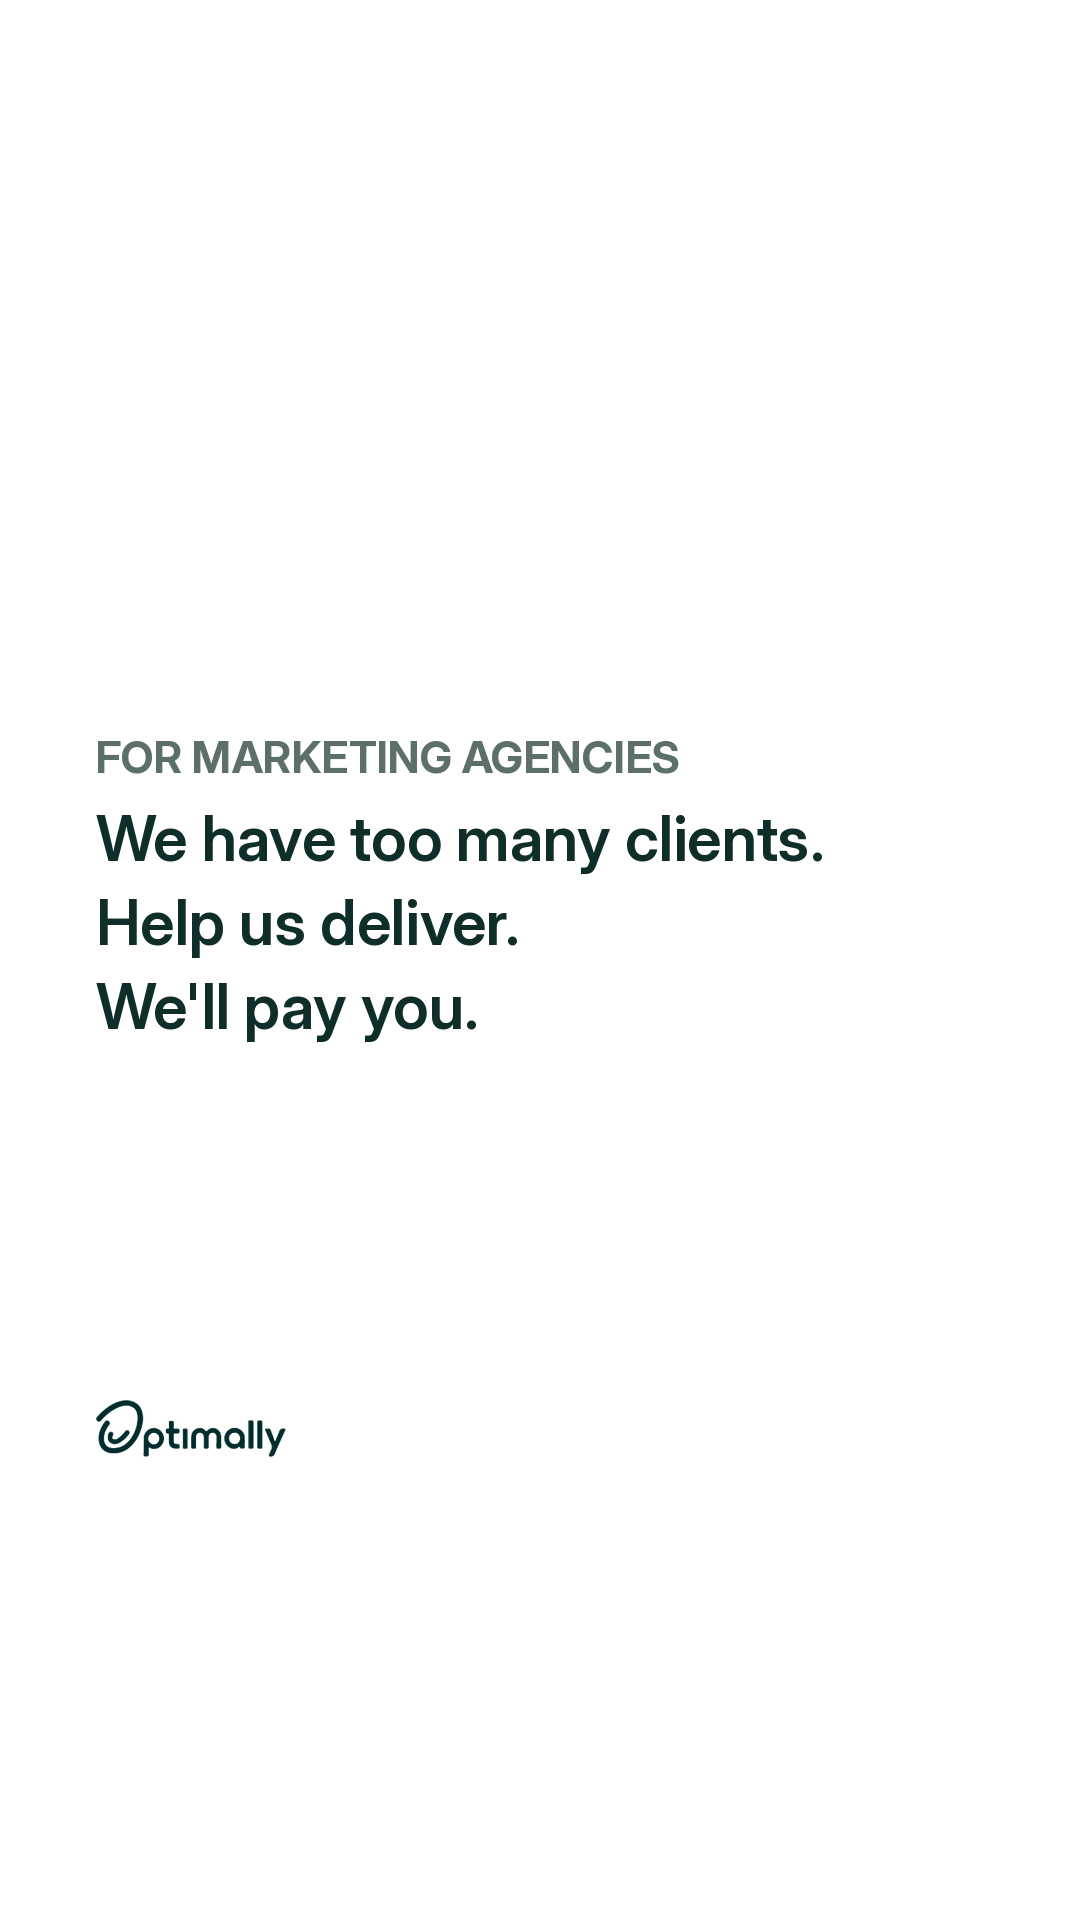 FOR MARKETING AGENCIES
We have too many clients.
Help us deliver.
We'll pay you.
Optimally